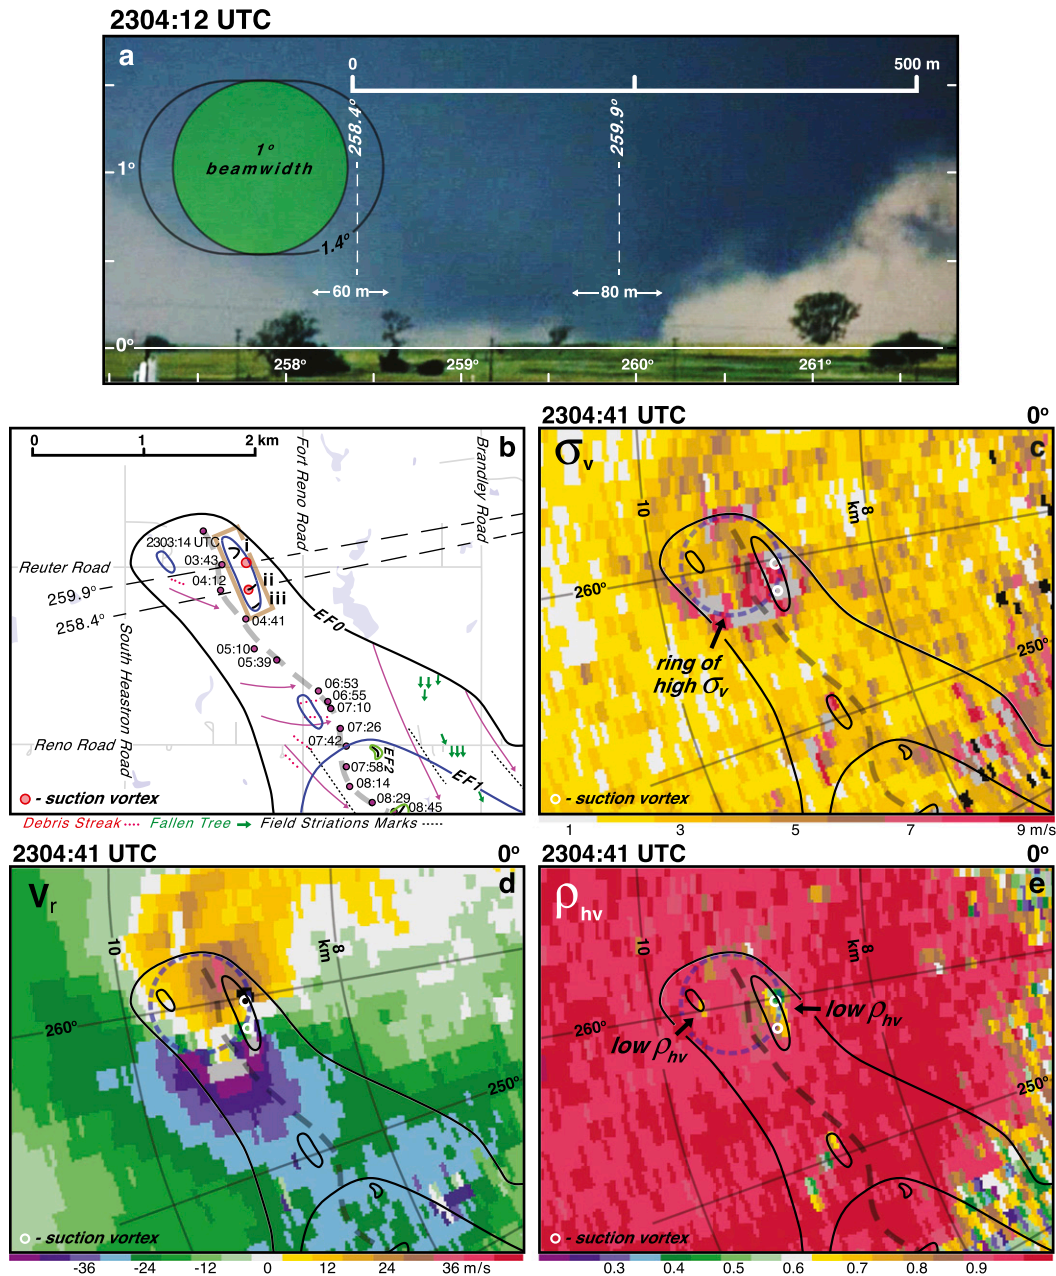 2304:12 UTC
a
0
500 m
258.4°
259.9°
1°
beamwidth
1°
1.4°
60 m
80 m
0°
258°
259°
260°
261°
b
0
1
2 km
Fort Reno Road
Brandley Road
2303:14 UTC
i
03:43
Reuter Road
04:12
ii
iii
259.9°
258.4°
04:41
EF0
South Heaston Road
05:10
05:39
06:53
06:55
07:10
07:26
Reno Road
07:42
EF2
07:58
EF1
08:14
08:29
08:45
- suction vortex
Debris Streak
Fallen Tree
Field Striations Marks
2304:41 UTC
0°
σv
c
10
8
km
260°
250°
ring of
high σv
- suction vortex
1
3
5
7
9 m/s
2304:41 UTC
0°
Vr
d
10
8
km
260°
250°
- suction vortex
-36
-24
-12
0
12
24
36 m/s
2304:41 UTC
0°
ρhv
e
10
8
km
low ρhv
260°
low ρhv
250°
- suction vortex
0.3
0.4
0.5
0.6
0.7
0.8
0.9